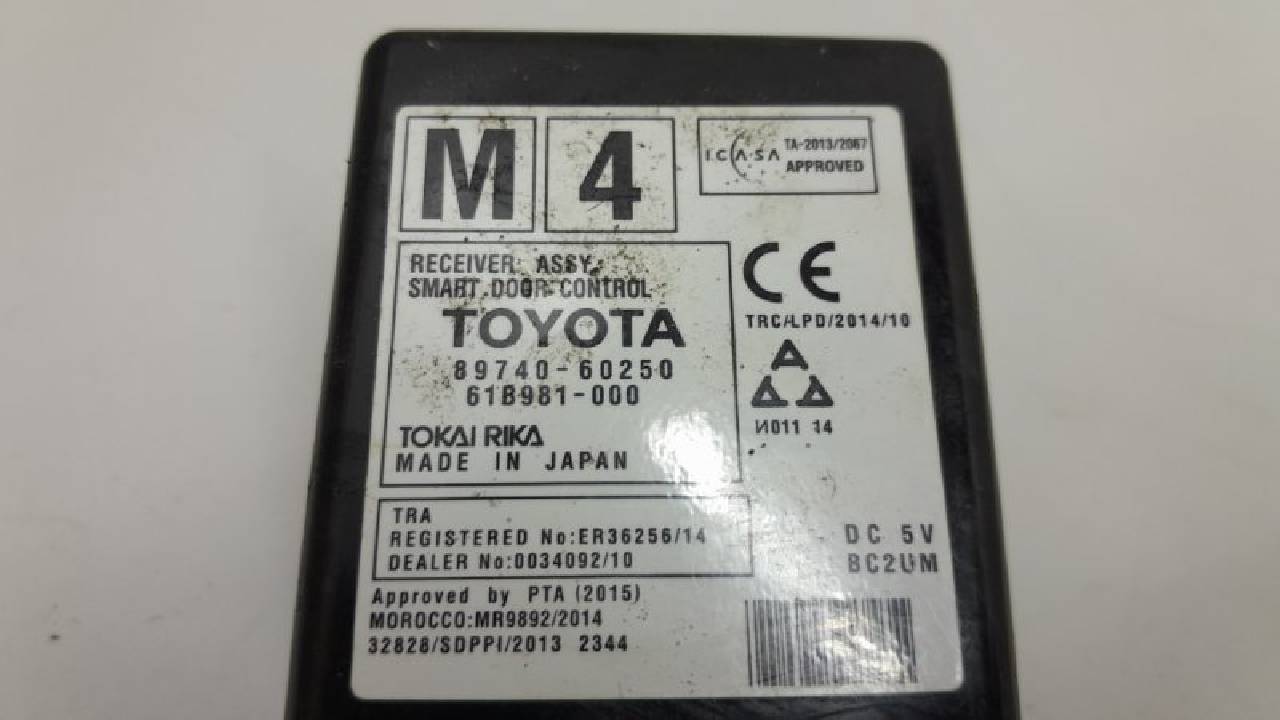 M 4
I.C.A.S.A TA-2013/2067
APPROVED
RECEIVER ASSY,
SMART DOOR CONTROL
TOYOTA
89740-60250
61B981-000
TOKAI RIKA
MADE IN JAPAN
CE
TRC/LPD/2014/10
И011 14
TRA
REGISTERED No:ER36256/14
DEALER No:0034092/10
DC 5V
BC2UM
Approved by PTA (2015)
MOROCCO:MR9892/2014
32828/SDPPI/2013 2344